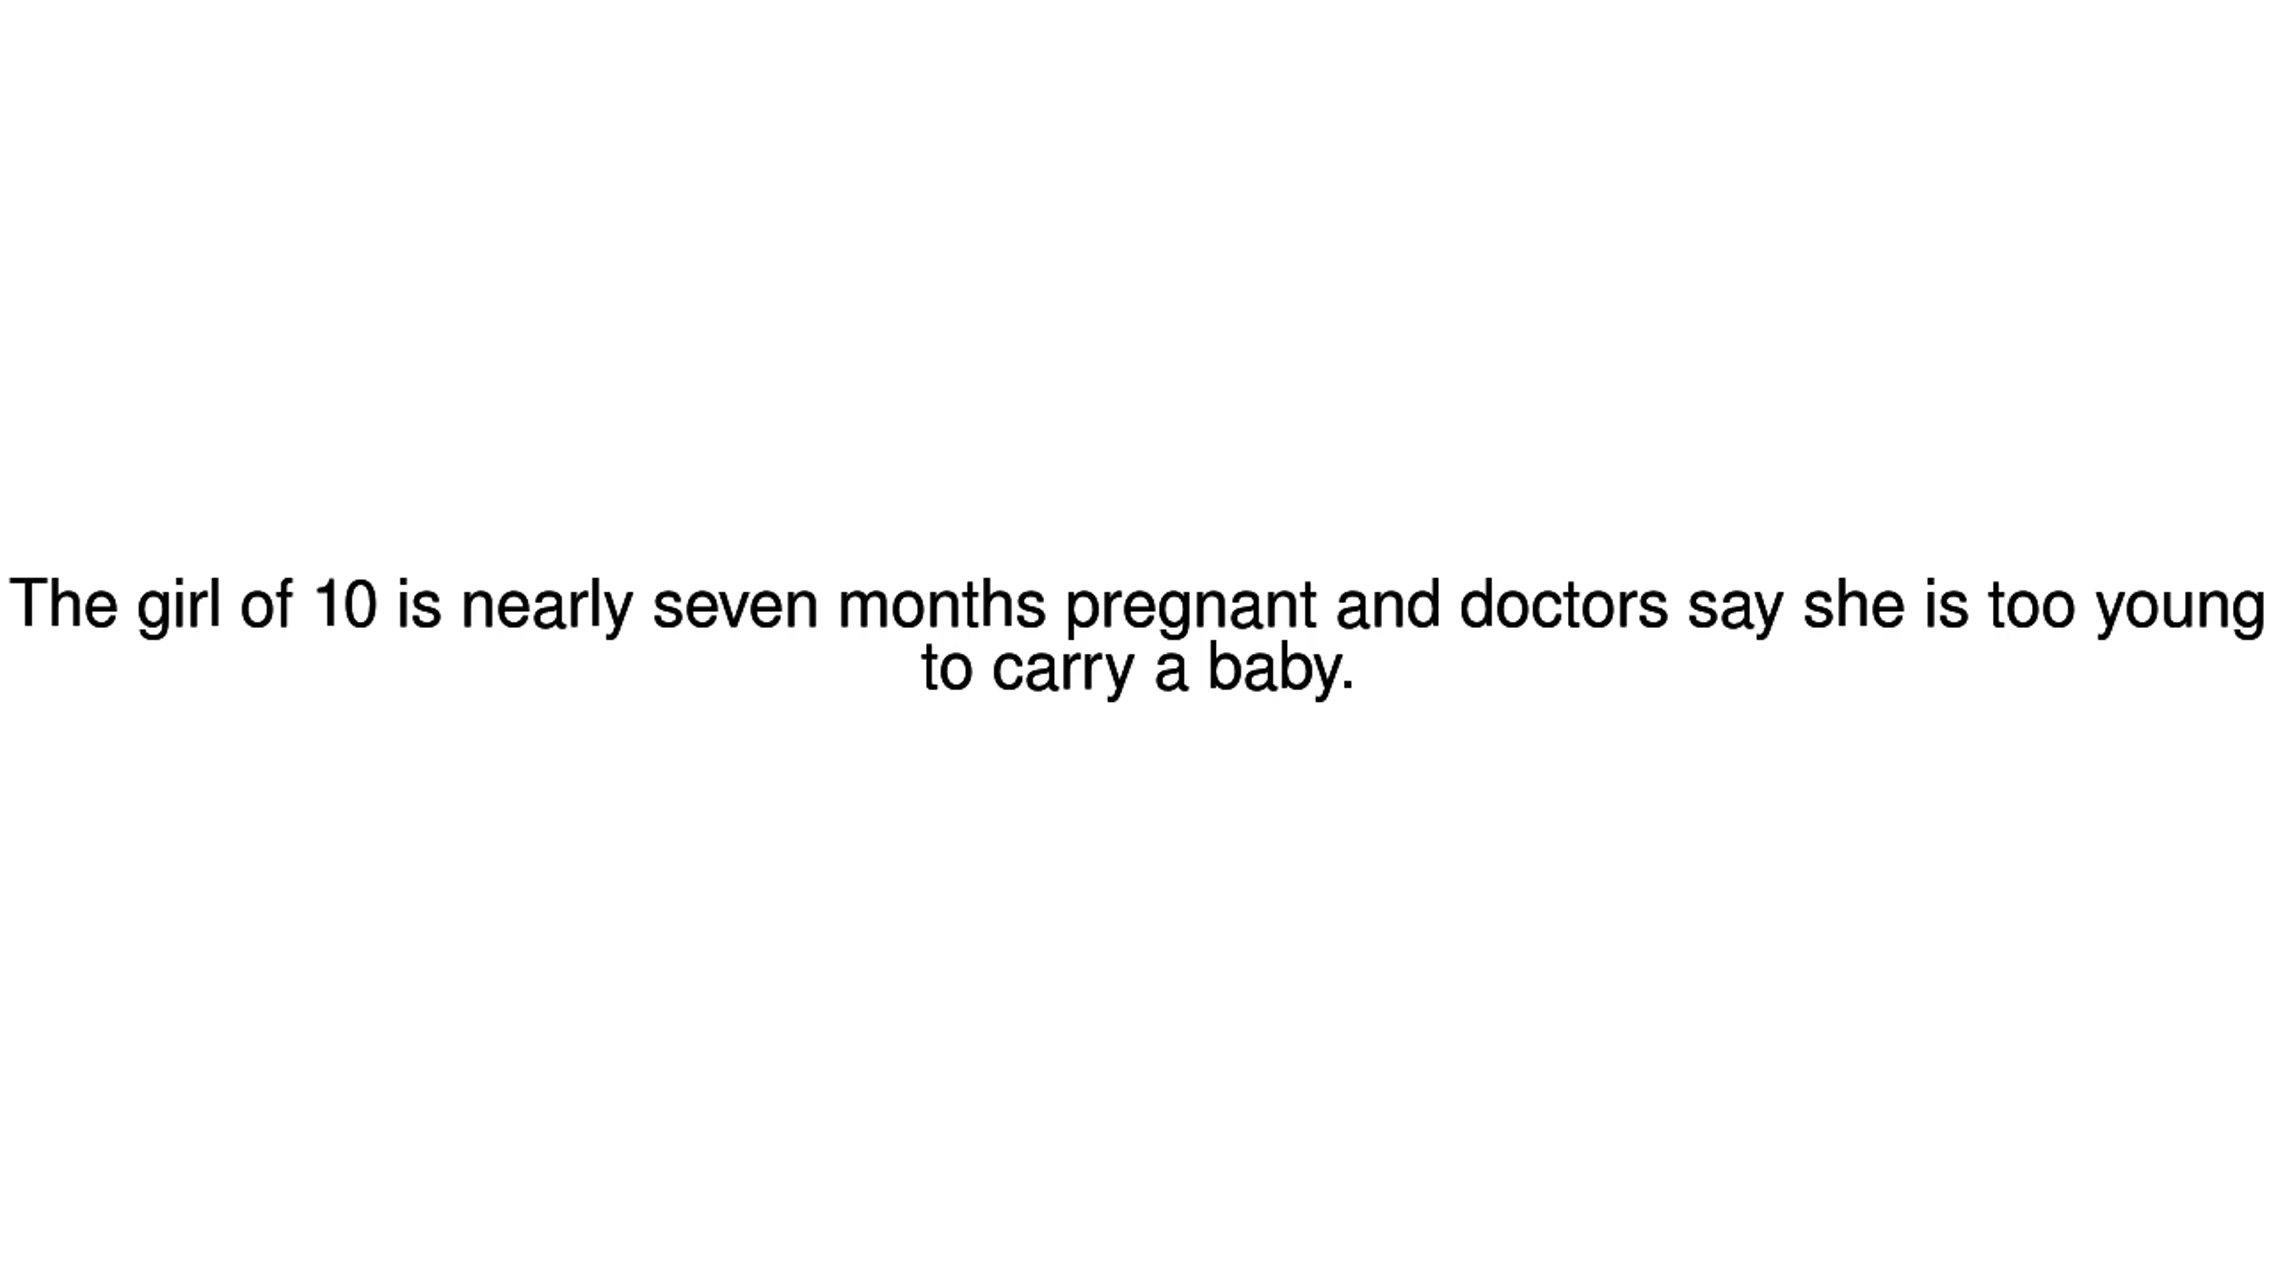 The girl of 10 is nearly seven months pregnant and doctors say she is too young
to carry a baby.